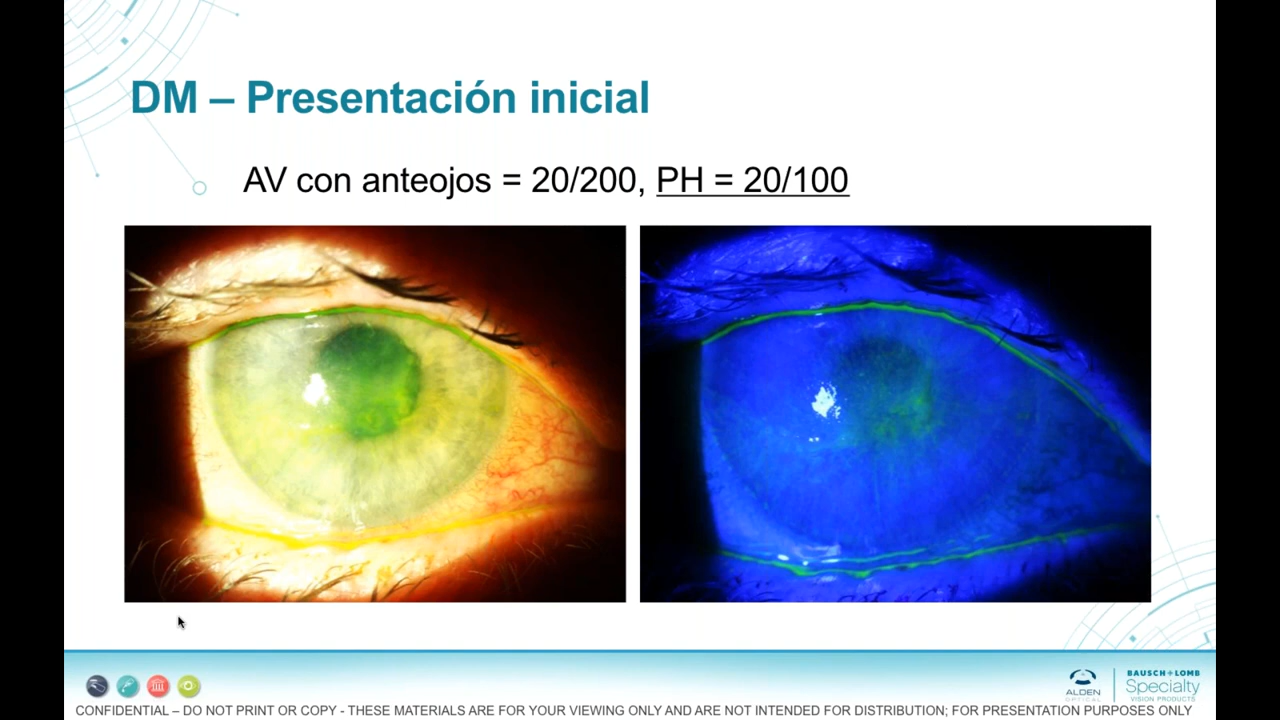 DM – Presentación inicial
AV con anteojos = 20/200, PH = 20/100
ALDEN
OPTICAL
BAUSCH + LOMB
Specialty
VISION PRODUCTS
CONFIDENTIAL – DO NOT PRINT OR COPY - THESE MATERIALS ARE FOR YOUR VIEWING ONLY AND ARE NOT INTENDED FOR DISTRIBUTION; FOR PRESENTATION PURPOSES ONLY